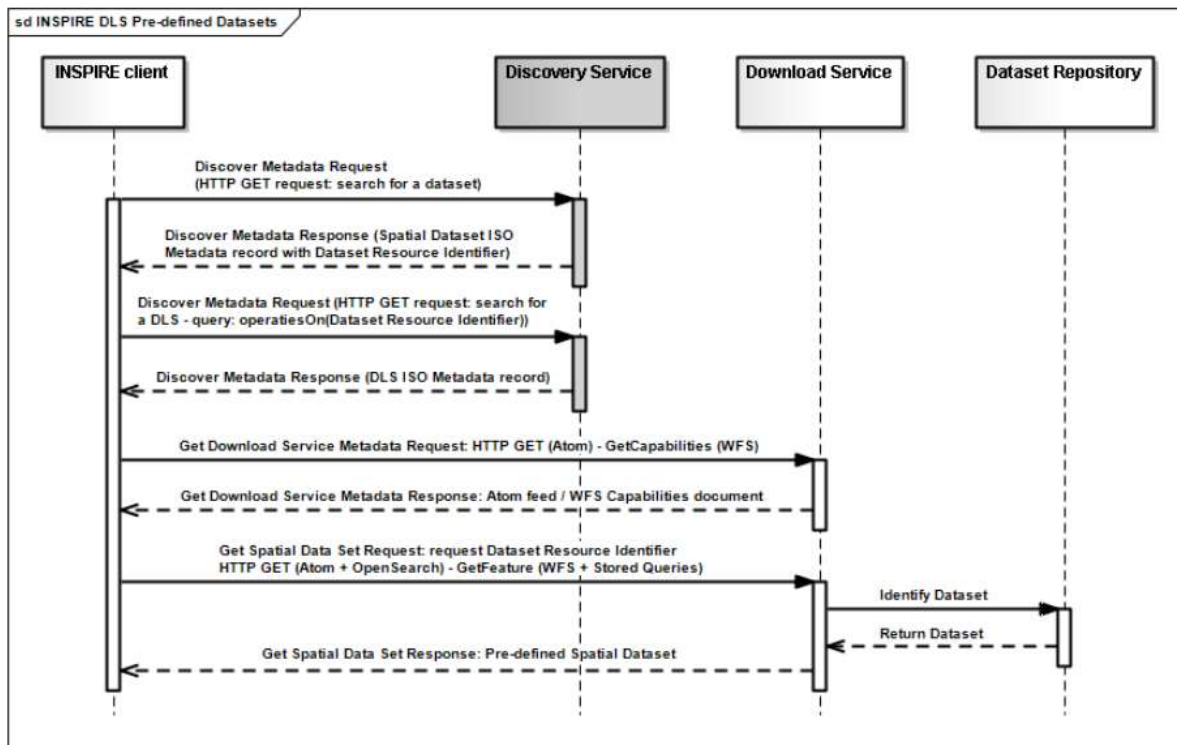 sd INSPIRE DLS Pre-defined Datasets
INSPIRE client
Discovery Service
Download Service
Dataset Repository
Discover Metadata Request
(HTTP GET request: search for a dataset)
Discover Metadata Response (Spatial Dataset ISO
Metadata record with Dataset Resource Identifier)
Discover Metadata Request (HTTP GET request: search for
a DLS - query: operatiesOn(Dataset Resource Identifier))
Discover Metadata Response (DLS ISO Metadata record)
Get Download Service Metadata Request: HTTP GET (Atom) - GetCapabilities (WFS)
Get Download Service Metadata Response: Atom feed / WFS Capabilities document
Get Spatial Data Set Request: request Dataset Resource Identifier
HTTP GET (Atom + OpenSearch) - GetFeature (WFS + Stored Queries)
Identify Dataset
Return Dataset
Get Spatial Data Set Response: Pre-defined Spatial Dataset